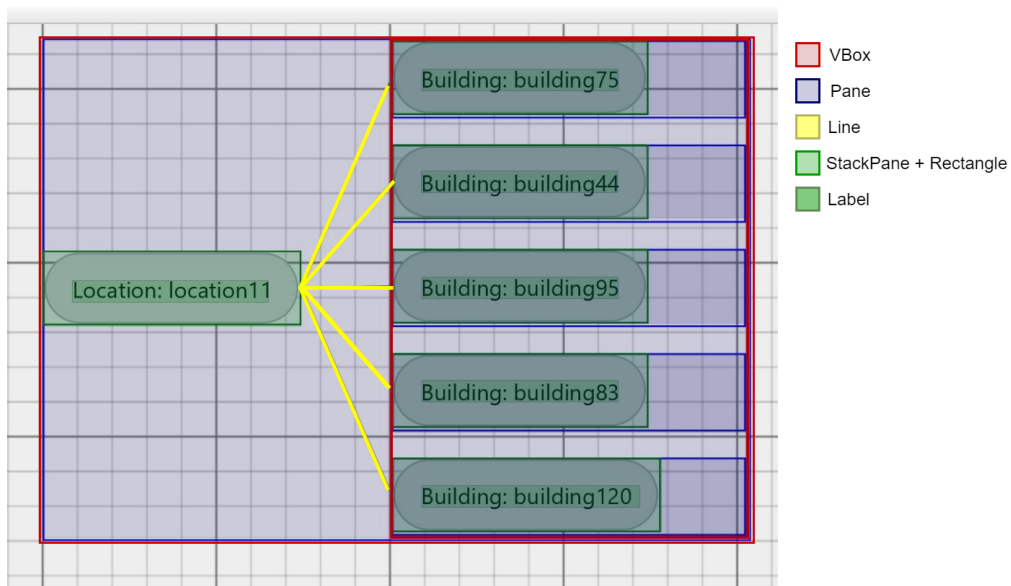 Building: building75
Building: building44
Location: location11
Building: building95
Building: building83
Building: building120
VBox
Pane
Line
StackPane + Rectangle
Label